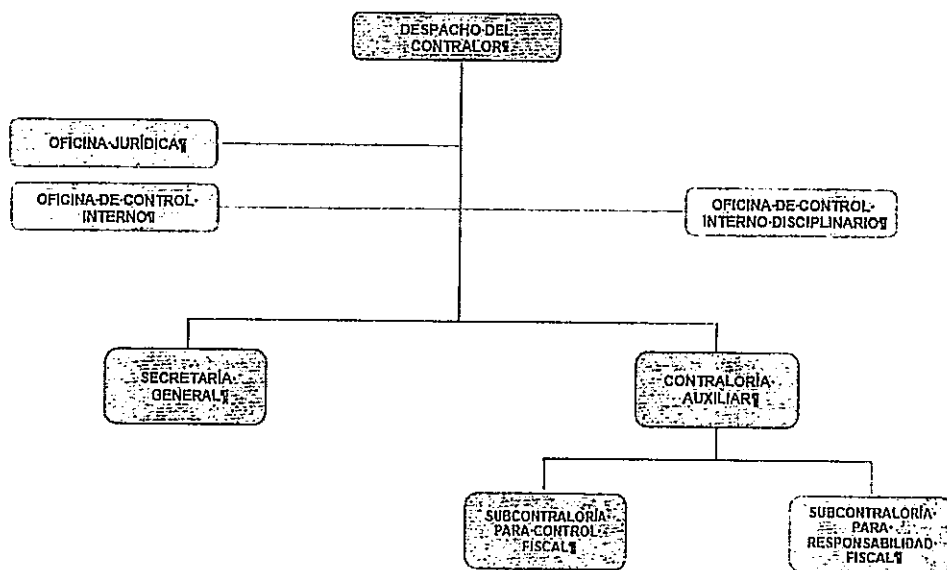 DESPACHO·DEL·
CONTRALOR¶
OFICINA·JURÍDICA¶
OFICINA·DE·CONTROL·
INTERNO¶
OFICINA·DE·CONTROL·
INTERNO·DISCIPLINARIO¶
SECRETARÍA·
GENERAL¶
CONTRALORÍA·
AUXILIAR¶
SUBCONTRALORÍA·
PARA·CONTROL·
FISCAL¶
SUBCONTRALORÍA·
PARA·
RESPONSABILIDAD·
FISCAL¶